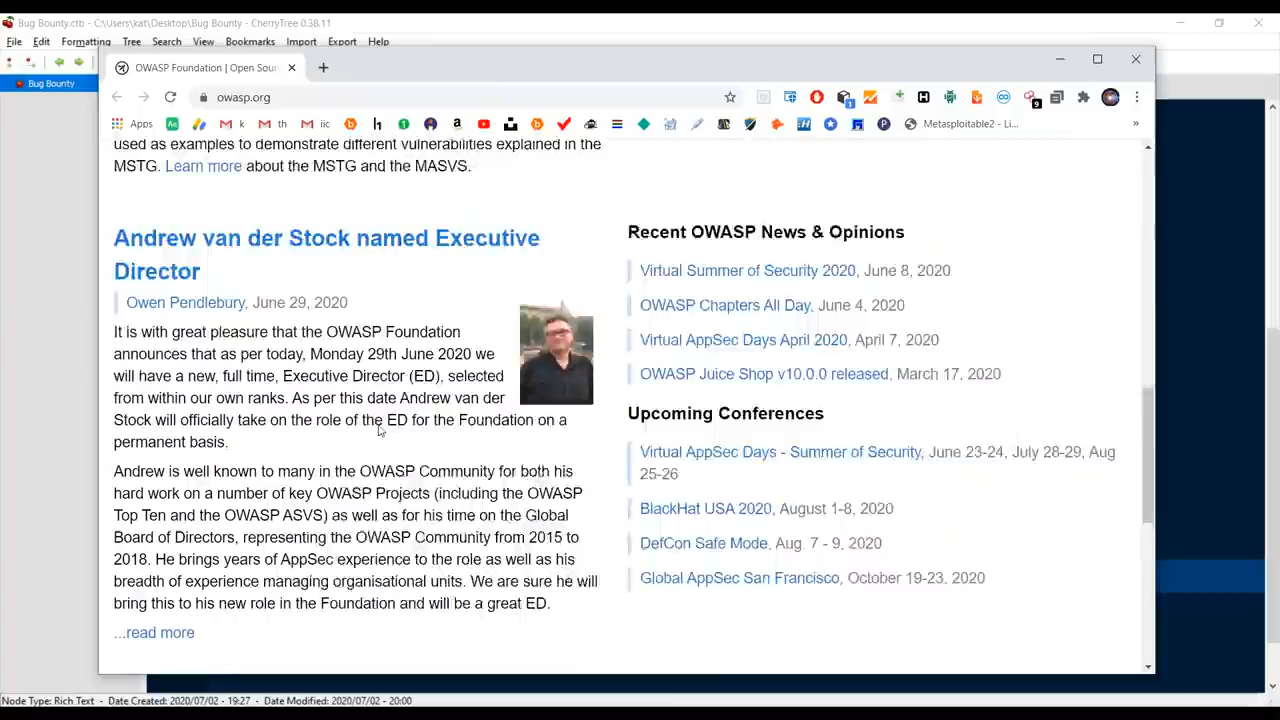 Bug Bounty.ctb - C:\Users\kat\Desktop\Bug Bounty - CherryTree 0.38.11
File Edit Formatting Tree Search View Bookmarks Import Export Help
Bug Bounty
OWASP Foundation | Open Sou
owasp.org
9
Apps k th iic Metasploitable2 - Li... »
used as examples to demonstrate different vulnerabilities explained in the
MSTG. Learn more about the MSTG and the MASVS.
Andrew van der Stock named Executive
Director
Owen Pendlebury, June 29, 2020
It is with great pleasure that the OWASP Foundation
announces that as per today, Monday 29th June 2020 we
will have a new, full time, Executive Director (ED), selected
from within our own ranks. As per this date Andrew van der
Stock will officially take on the role of the ED for the Foundation on a
permanent basis.
Andrew is well known to many in the OWASP Community for both his
hard work on a number of key OWASP Projects (including the OWASP
Top Ten and the OWASP ASVS) as well as for his time on the Global
Board of Directors, representing the OWASP Community from 2015 to
2018. He brings years of AppSec experience to the role as well as his
breadth of experience managing organisational units. We are sure he will
bring this to his new role in the Foundation and will be a great ED.
...read more
Recent OWASP News & Opinions
Virtual Summer of Security 2020, June 8, 2020
OWASP Chapters All Day, June 4, 2020
Virtual AppSec Days April 2020, April 7, 2020
OWASP Juice Shop v10.0.0 released, March 17, 2020
Upcoming Conferences
Virtual AppSec Days - Summer of Security, June 23-24, July 28-29, Aug
25-26
BlackHat USA 2020, August 1-8, 2020
DefCon Safe Mode, Aug. 7 - 9, 2020
Global AppSec San Francisco, October 19-23, 2020
Node Type: Rich Text - Date Created: 2020/07/02 - 19:27 - Date Modified: 2020/07/02 - 20:00